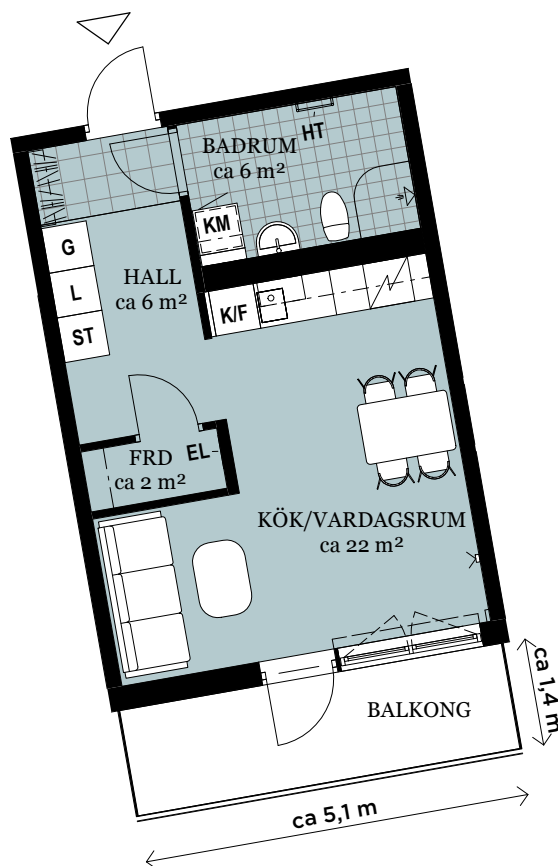 HT
BADRUM
ca 6 m²
KM
G
L
ST
HALL
ca 6 m²
K/F
FRD
ca 2 m²
EL
KÖK/VARDAGSRUM
ca 22 m²
BALKONG
ca 1,4 m
ca 5,1 m